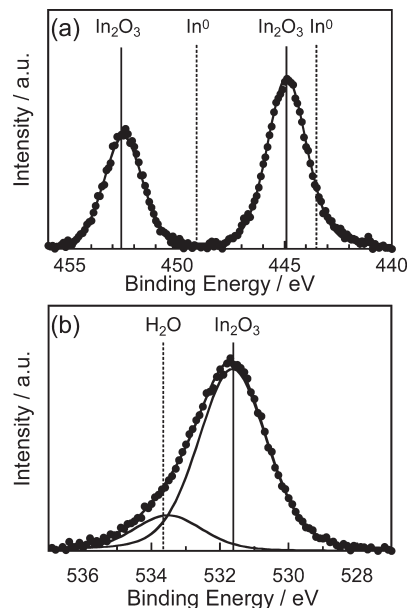 (a)
In₂O₃ In⁰ In₂O₃ In⁰
Intensity / a.u.
455 450 445 440
Binding Energy / eV
(b)
H₂O In₂O₃
Intensity / a.u.
536 534 532 530 528
Binding Energy / eV